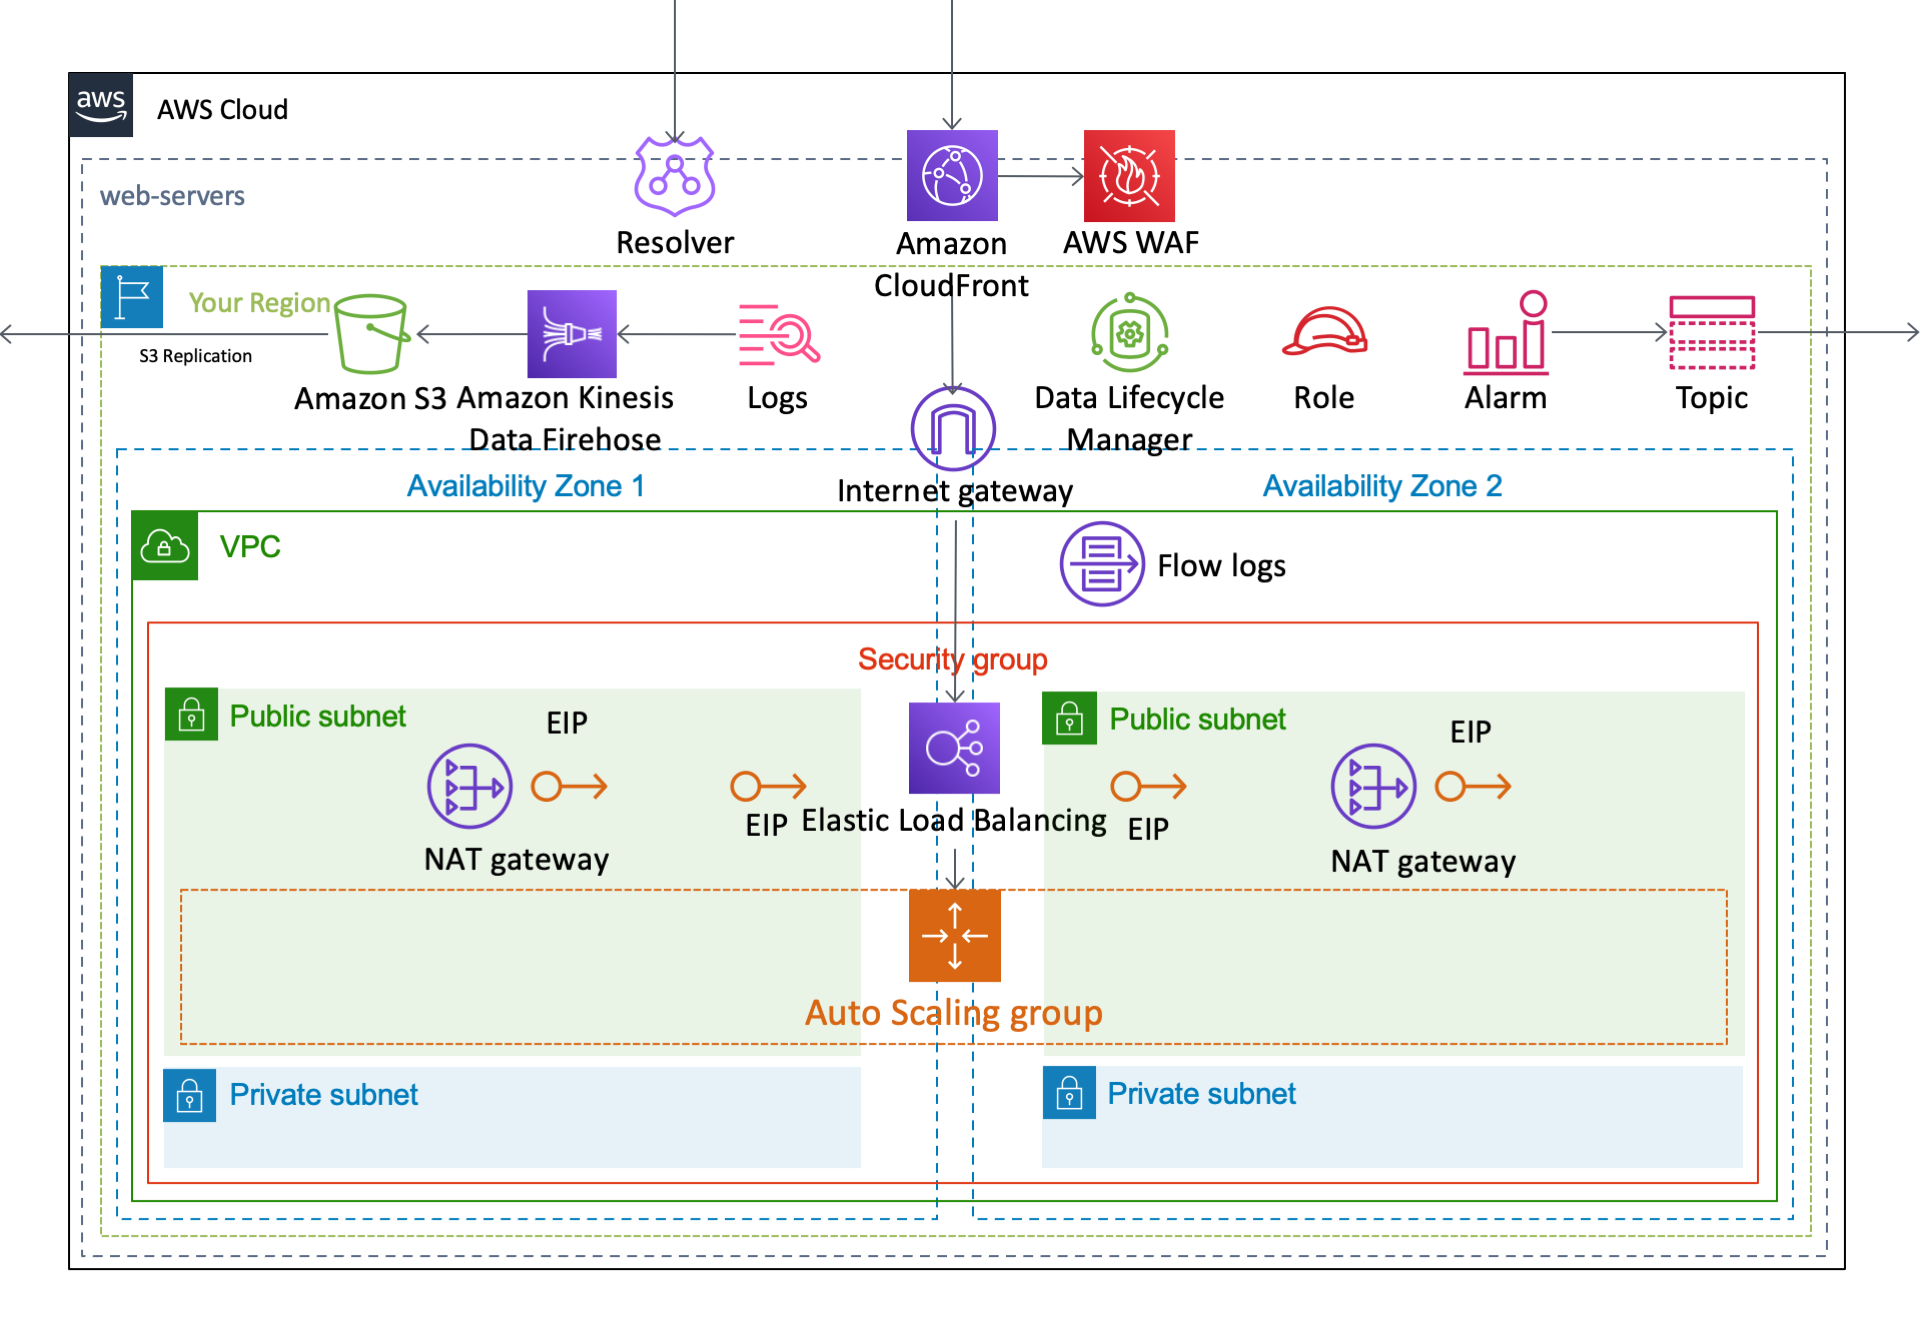 aws
AWS Cloud
web-servers
Resolver
Amazon
CloudFront
AWS WAF
Your Region
S3 Replication
Amazon S3
Amazon Kinesis
Data Firehose
Logs
Data Lifecycle
Manager
Role
Alarm
Topic
Availability Zone 1
Internet gateway
Availability Zone 2
VPC
Flow logs
Security group
Public subnet
EIP
NAT gateway
EIP
Elastic Load Balancing
Public subnet
EIP
EIP
NAT gateway
Auto Scaling group
Private subnet
Private subnet